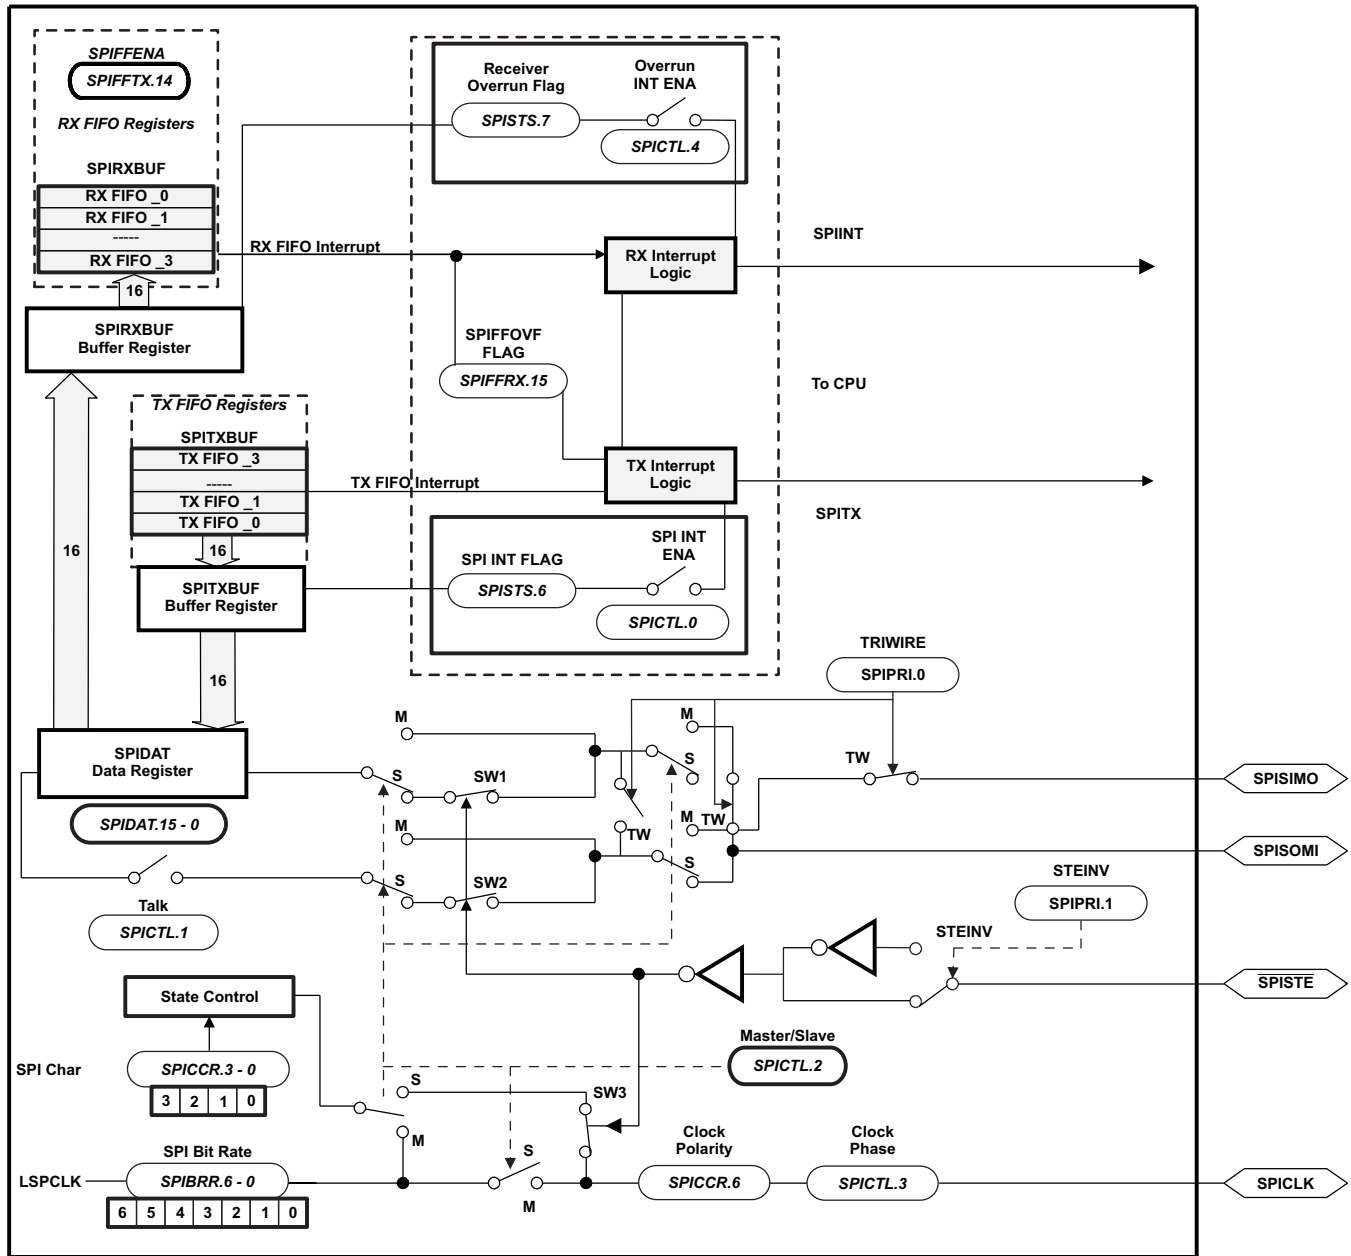 SPIFFENA
SPIFFTX.14
RX FIFO Registers
SPIRXBUF
RX FIFO _0
RX FIFO _1
-----
RX FIFO _3
16
SPIRXBUF
Buffer Register
Receiver
Overrun Flag
SPISTS.7
Overrun
INT ENA
SPICTL.4
RX FIFO Interrupt
RX Interrupt
Logic
SPIINT
SPIFFOVF
FLAG
SPIFFRX.15
To CPU
TX FIFO Registers
SPITXBUF
TX FIFO _3
-----
TX FIFO _1
TX FIFO _0
TX FIFO Interrupt
TX Interrupt
Logic
SPITX
16
16
SPITXBUF
Buffer Register
SPI INT FLAG
SPISTS.6
SPI INT
ENA
SPICTL.0
16
TRIWIRE
SPIPRI.0
SPIDAT
Data Register
SPIDAT.15 - 0
M
S
SW1
M
S
TW
SPISIMO
M
TW
M
TW
S
SW2
S
SPISOMI
Talk
SPICTL.1
STEINV
SPIPRI.1
STEINV
SPISTE
State Control
Master/Slave
SPICTL.2
SPI Char
SPICCR.3 - 0
3 2 1 0
S
M
SW3
SPI Bit Rate
LSPCLK
SPIBRR.6 - 0
6 5 4 3 2 1 0
S
M
Clock
Polarity
SPICCR.6
Clock
Phase
SPICTL.3
SPICLK